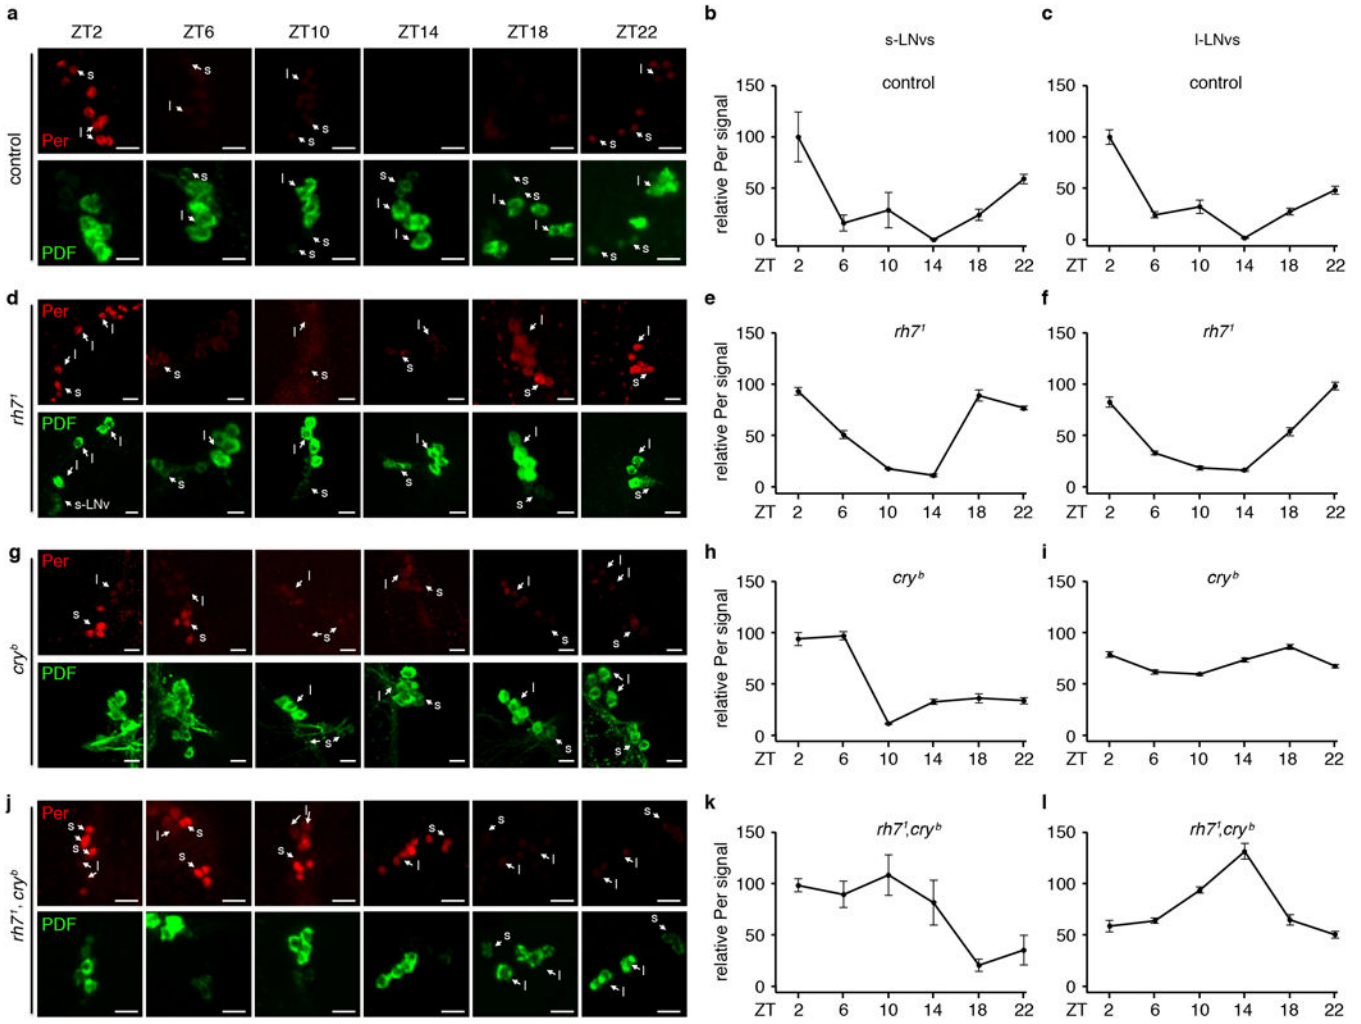 a
ZT2 ZT6 ZT10 ZT14 ZT18 ZT22
control
Per
s
l
s
l
l
s
s
l
s
s
PDF
s
l
l
s
s
s
l
l
s
s
l
l
s
s
b
s-LNvs
control
relative Per signal
150
100
50
0
ZT 2 6 10 14 18 22
c
l-LNvs
control
150
100
50
0
ZT 2 6 10 14 18 22
d
rh7¹
Per
l
l
l
s
s
l
s
l
s
l
s
l
s
PDF
l
l
l
s-LNv
l
s
l
s
l
s
l
s
l
s
e
rh7¹
relative Per signal
150
100
50
0
ZT 2 6 10 14 18 22
f
rh7¹
150
100
50
0
ZT 2 6 10 14 18 22
g
cryᵇ
Per
l
s
l
s
l
s
l
s
l
s
l
l
s
PDF
l
s
l
s
l
s
l
s
h
cryᵇ
relative Per signal
150
100
50
0
ZT 2 6 10 14 18 22
i
cryᵇ
150
100
50
0
ZT 2 6 10 14 18 22
j
rh7¹, cryᵇ
Per
s
s
s
l
l
s
s
l
s
s
l
s
l
l
s
l
l
PDF
s
l
l
s
l
l
k
rh7¹,cryᵇ
relative Per signal
150
100
50
0
ZT 2 6 10 14 18 22
l
rh7¹,cryᵇ
150
100
50
0
ZT 2 6 10 14 18 22